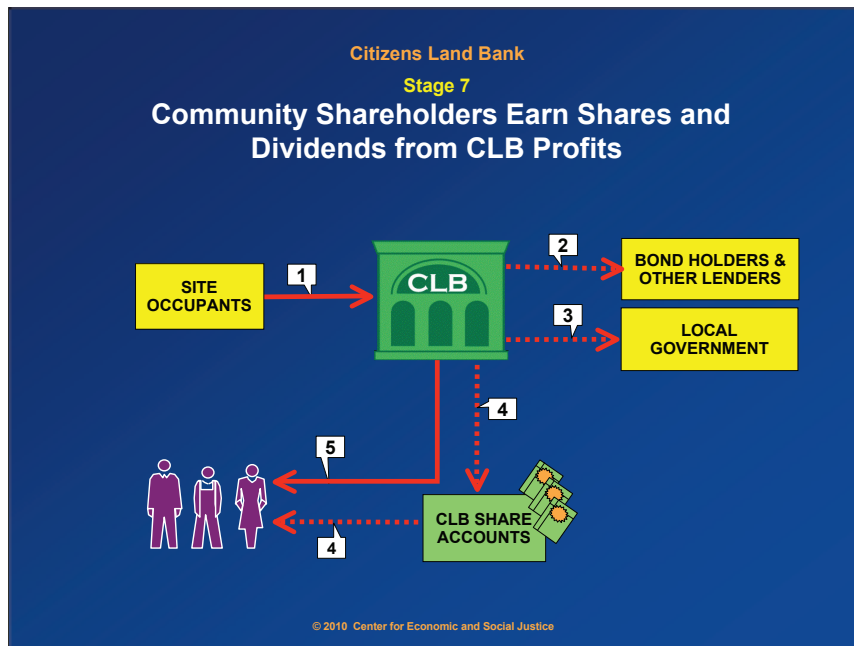 Citizens Land Bank
Stage 7
Community Shareholders Earn Shares and
Dividends from CLB Profits
SITE
OCCUPANTS
1
CLB
2
BOND HOLDERS &
OTHER LENDERS
3
LOCAL
GOVERNMENT
4
5
CLB SHARE
ACCOUNTS
4
© 2010 Center for Economic and Social Justice